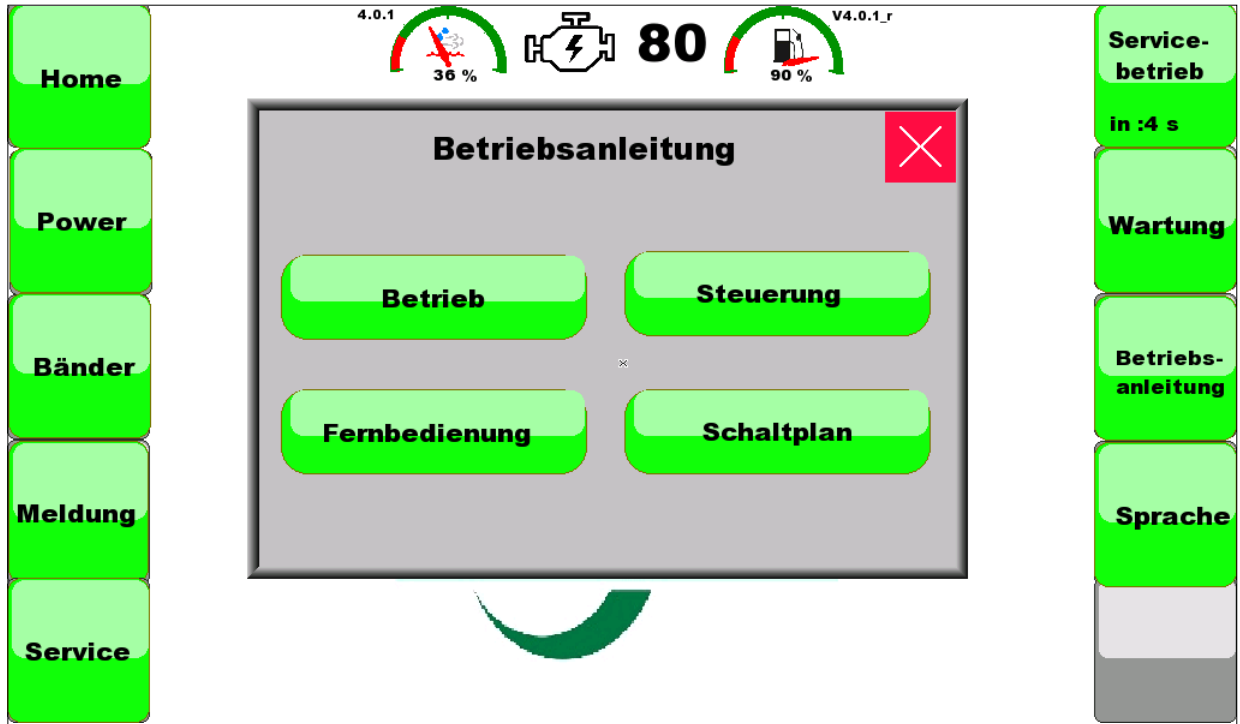 4.0.1
V4.0.1_r
80
36 %
90 %
Home
Power
Bänder
Meldung
Service
Betriebsanleitung
Betrieb
Steuerung
Fernbedienung
Schaltplan
Service-
betrieb
in :4 s
Wartung
Betriebs-
anleitung
Sprache